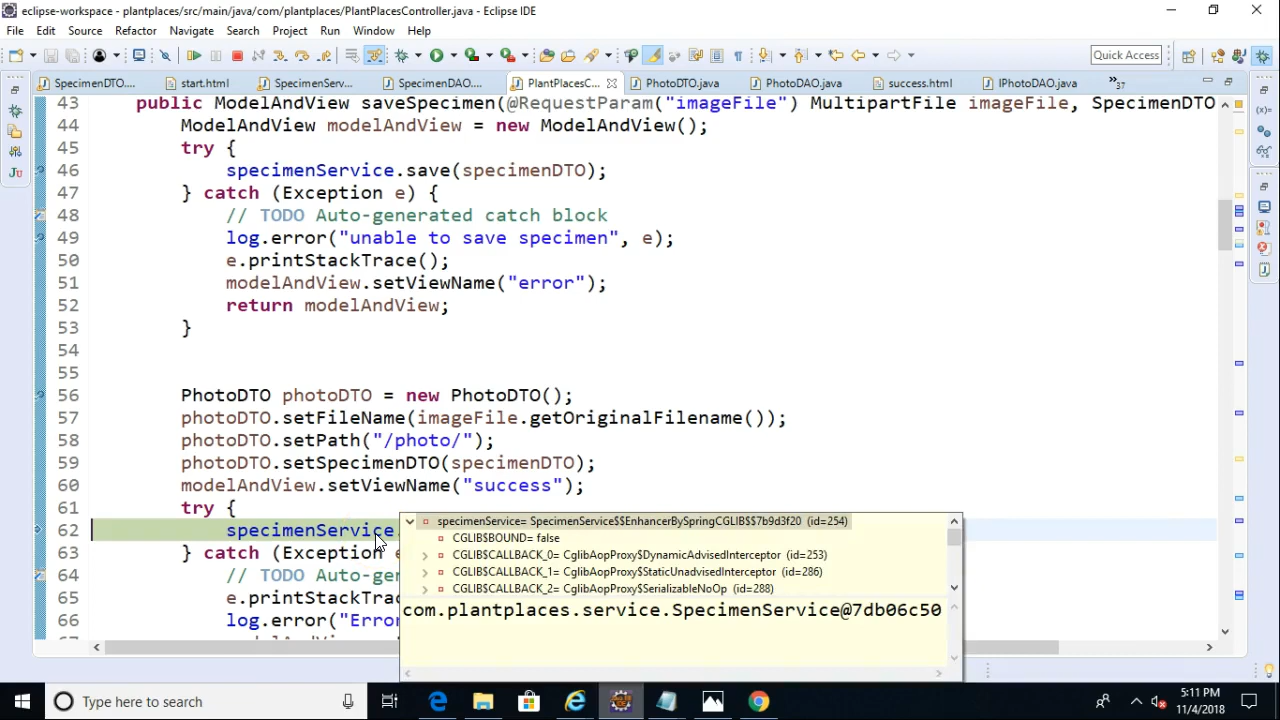 eclipse-workspace - plantplaces/src/main/java/com/plantplaces/PlantPlacesController.java - Eclipse IDE
File Edit Source Refactor Navigate Search Project Run Window Help
Quick Access
SpecimenDTO.... start.html SpecimenServ... SpecimenDAO.... PlantPlacesC... PhotoDTO.java PhotoDAO.java success.html IPhotoDAO.java »37
43 public ModelAndView saveSpecimen(@RequestParam("imageFile") MultipartFile imageFile, SpecimenDTO
44 ModelAndView modelAndView = new ModelAndView();
45 try {
46 specimenService.save(specimenDTO);
47 } catch (Exception e) {
48 // TODO Auto-generated catch block
49 log.error("unable to save specimen", e);
50 e.printStackTrace();
51 modelAndView.setViewName("error");
52 return modelAndView;
53 }
54
55
56 PhotoDTO photoDTO = new PhotoDTO();
57 photoDTO.setFileName(imageFile.getOriginalFilename());
58 photoDTO.setPath("/photo/");
59 photoDTO.setSpecimenDTO(specimenDTO);
60 modelAndView.setViewName("success");
61 try {
specimenService= SpecimenService$$EnhancerBySpringCGLIB$$7b9d3f20 (id=254)
62 specimenService.
CGLIB$BOUND= false
63 } catch (Exception e
CGLIB$CALLBACK_0= CglibAopProxy$DynamicAdvisedInterceptor (id=253)
64 // TODO Auto-ge
CGLIB$CALLBACK_1= CglibAopProxy$StaticUnadvisedInterceptor (id=286)
CGLIB$CALLBACK_2= CglibAopProxy$SerializableNoOp (id=288)
65 e.printStackTrac
com.plantplaces.service.SpecimenService@7db06c50
66 log.error("Error
Type here to search
5:11 PM
11/4/2018